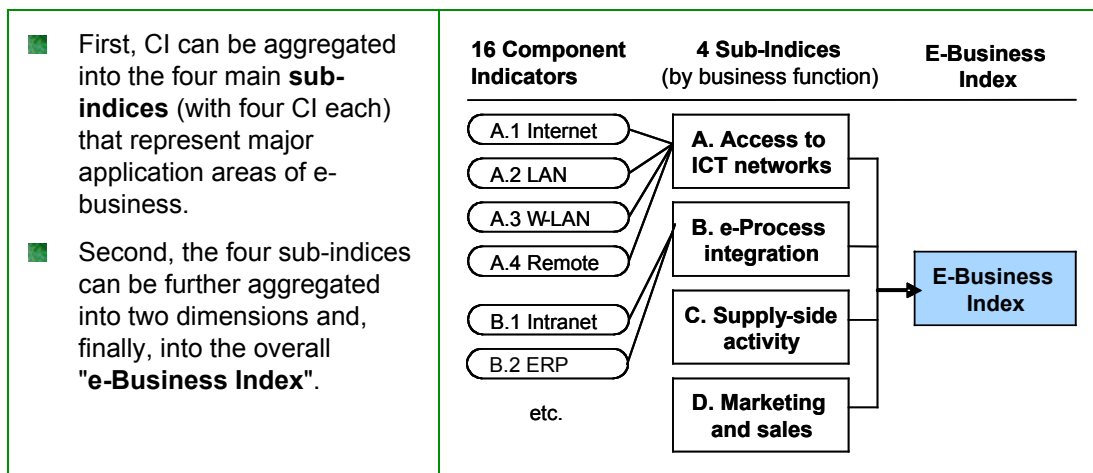 First, CI can be aggregated
into the four main sub-
indices (with four CI each)
that represent major
application areas of e-
business.
Second, the four sub-indices
can be further aggregated
into two dimensions and,
finally, into the overall
"e-Business Index".
16 Component
Indicators
4 Sub-Indices
(by business function)
E-Business
Index
A.1 Internet
A.2 LAN
A.3 W-LAN
A.4 Remote
B.1 Intranet
B.2 ERP
etc.
A. Access to
ICT networks
B. e-Process
integration
C. Supply-side
activity
D. Marketing
and sales
E-Business
Index